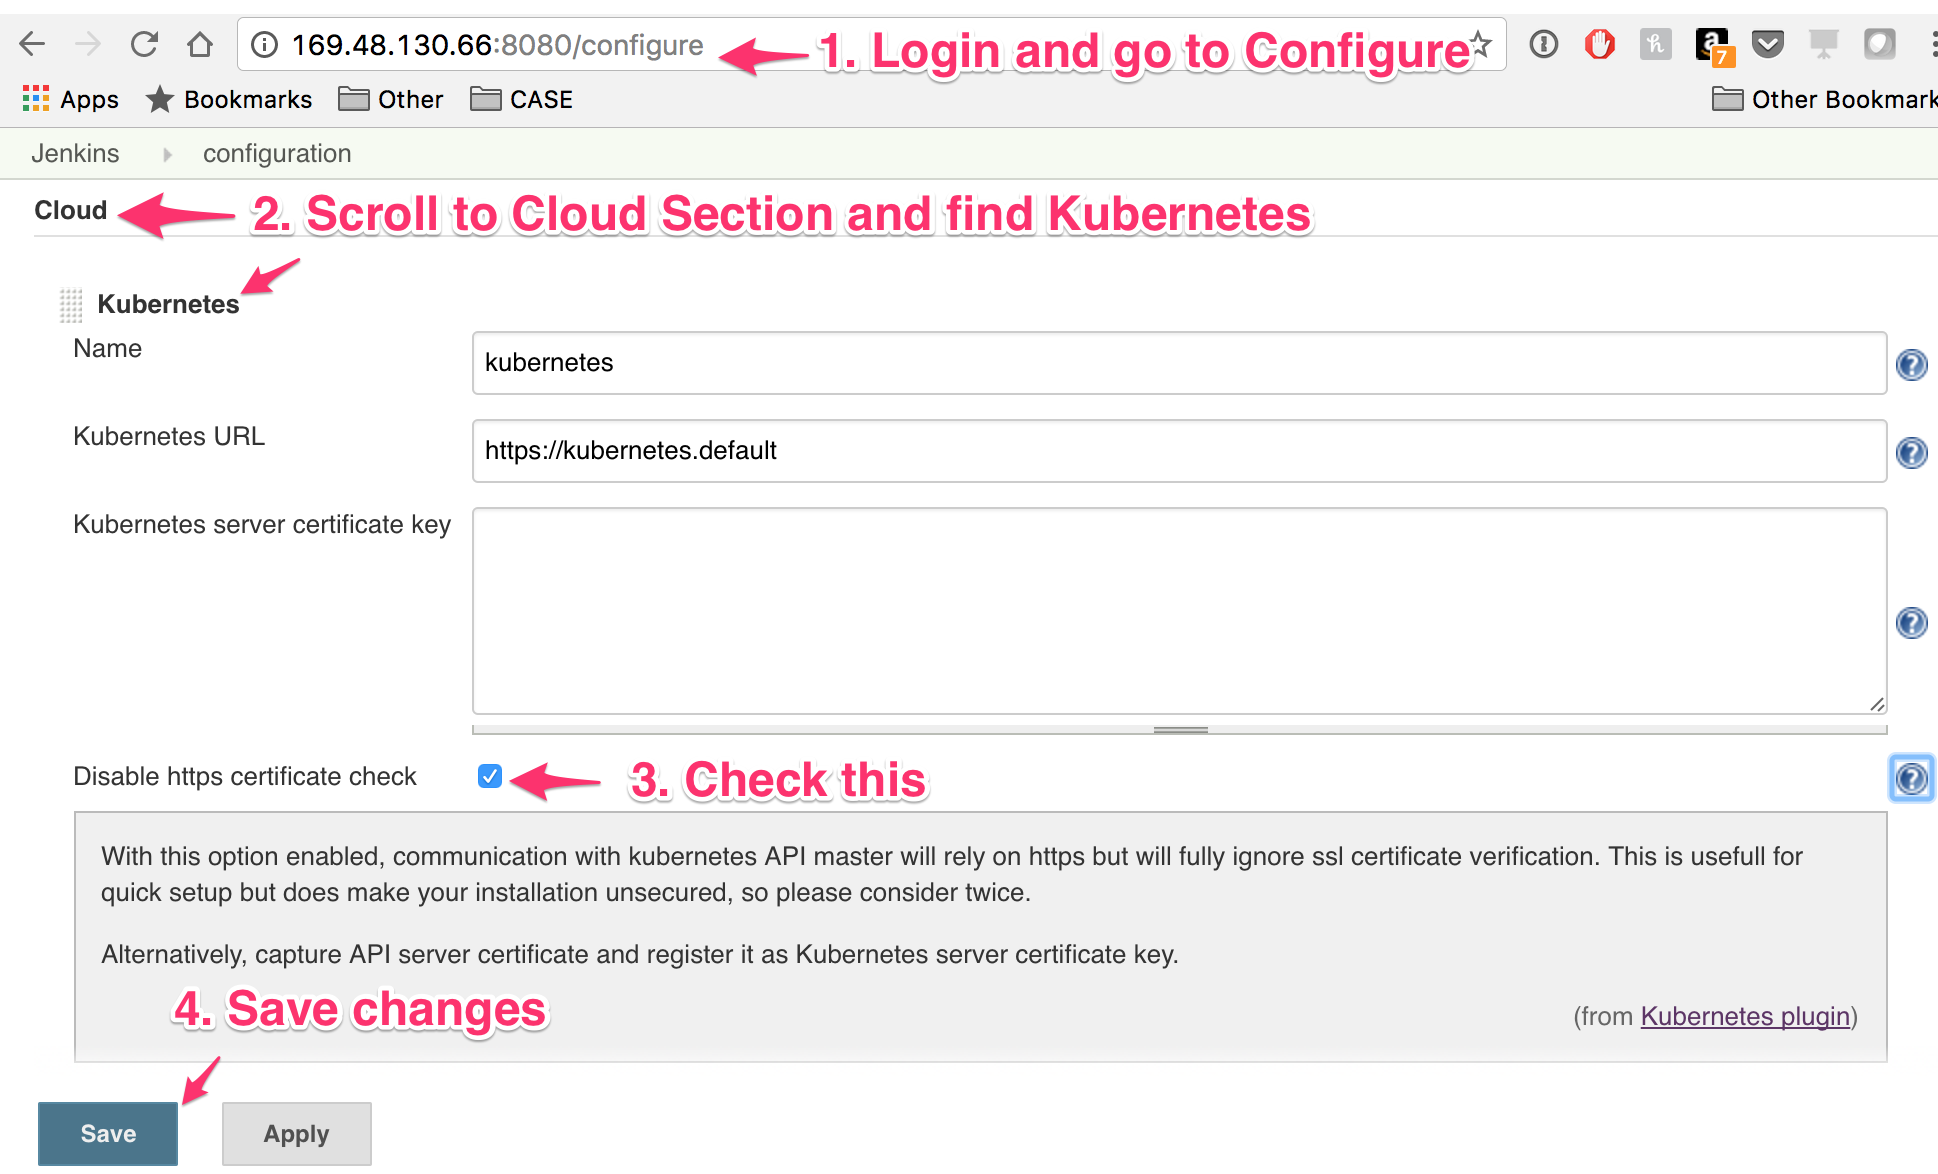 169.48.130.66:8080/configure
1. Login and go to Configure
7
Apps
Bookmarks
Other
CASE
Other Bookmark
Jenkins
configuration
Cloud
2. Scroll to Cloud Section and find Kubernetes
Kubernetes
Name
kubernetes
Kubernetes URL
https://kubernetes.default
Kubernetes server certificate key
Disable https certificate check
3. Check this
With this option enabled, communication with kubernetes API master will rely on https but will fully ignore ssl certificate verification. This is usefull for
quick setup but does make your installation unsecured, so please consider twice.
Alternatively, capture API server certificate and register it as Kubernetes server certificate key.
4. Save changes
(from Kubernetes plugin)
Save
Apply